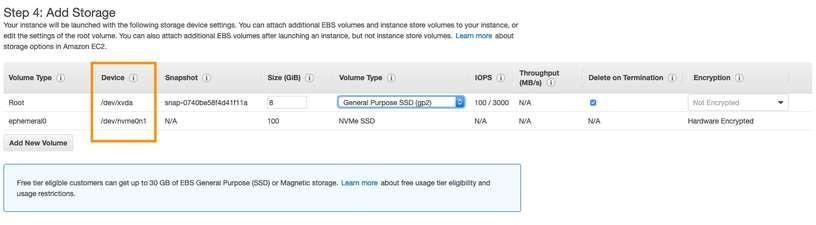 Step 4: Add Storage
Your instance will be launched with the following storage device settings. You can attach additional EBS volumes and instance store volumes to your instance, or
edit the settings of the root volume. You can also attach additional EBS volumes after launching an instance, but not instance store volumes. Learn more about
storage options in Amazon EC2.
Volume Type Device Snapshot Size (GiB) Volume Type IOPS Throughput (MB/s) Delete on Termination Encryption
Root /dev/xvda snap-0740be58f4d41f11a 8 General Purpose SSD (gp2) 100 / 3000 N/A Not Encrypted
ephemeral0 /dev/nvme0n1 N/A 100 NVMe SSD N/A N/A N/A Hardware Encrypted
Add New Volume
Free tier eligible customers can get up to 30 GB of EBS General Purpose (SSD) or Magnetic storage. Learn more about free usage tier eligibility and
usage restrictions.